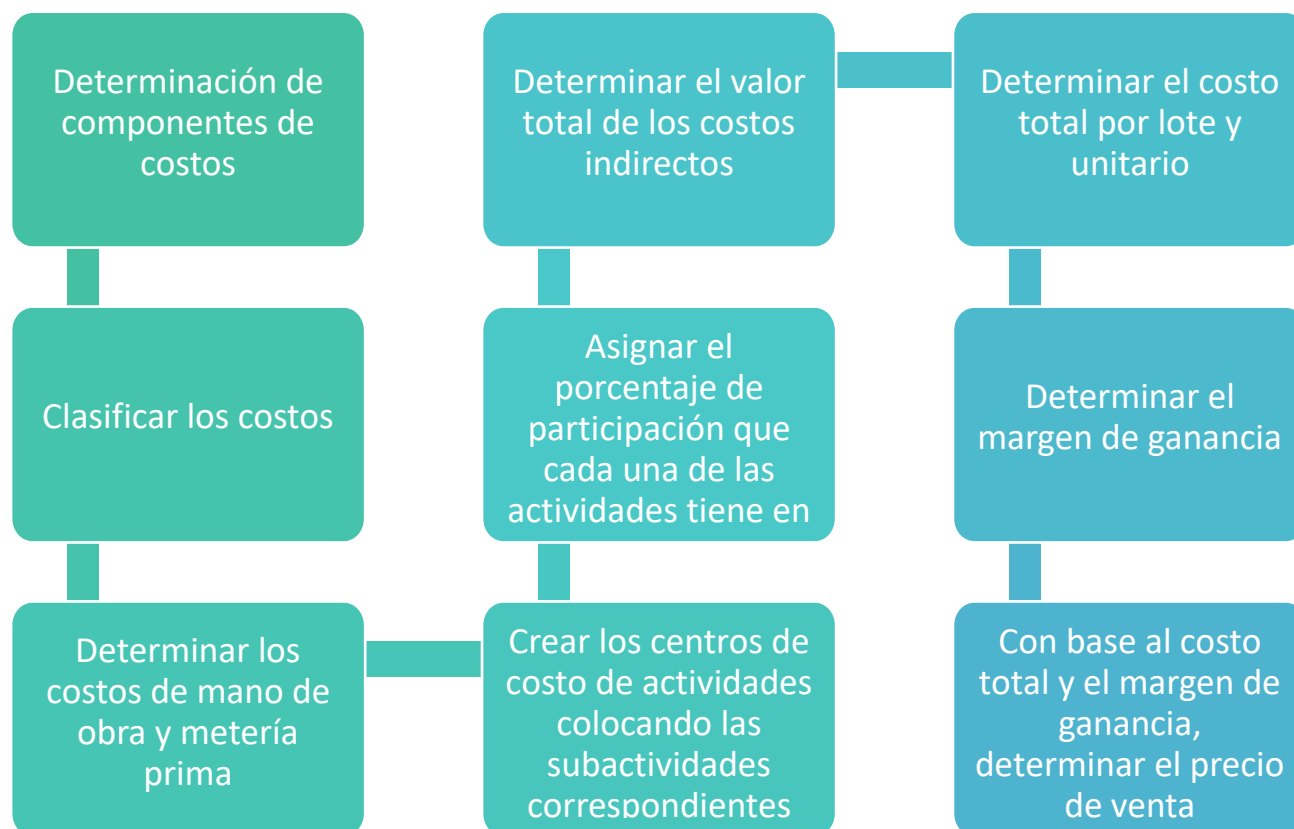 Determinación de
componentes de
costos
Clasificar los costos
Determinar los
costos de mano de
obra y metería
prima
Crear los centros de
costo de actividades
colocando las
subactividades
correspondientes
Asignar el
porcentaje de
participación que
cada una de las
actividades tiene en
Determinar el valor
total de los costos
indirectos
Determinar el costo
total por lote y
unitario
Determinar el
margen de ganancia
Con base al costo
total y el margen de
ganancia,
determinar el precio
de venta